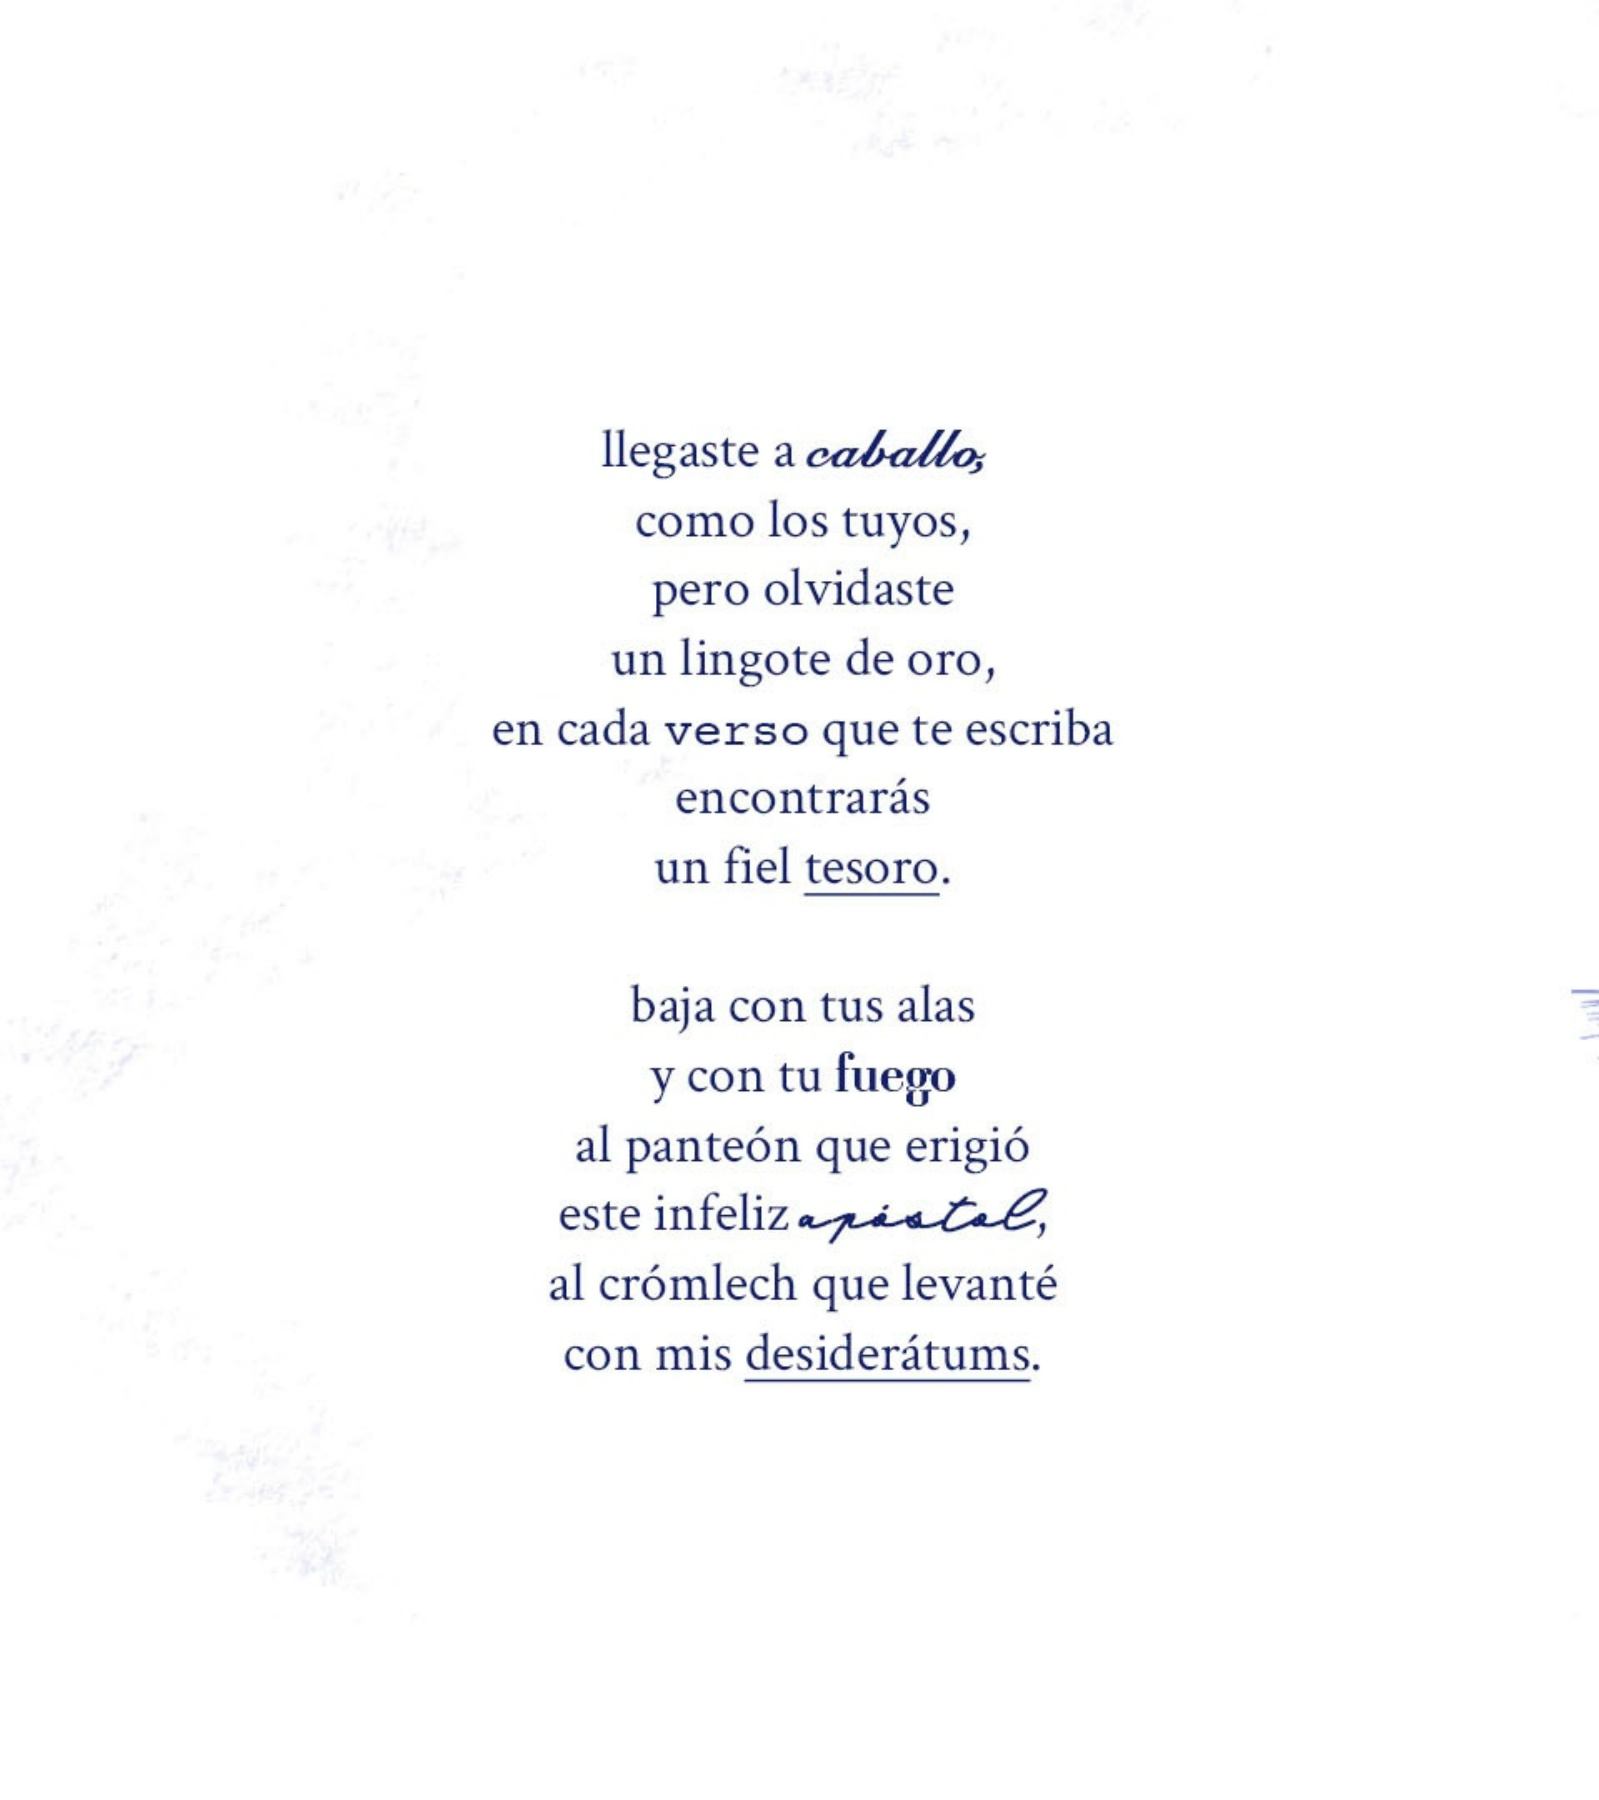 llegaste a caballo,
como los tuyos,
pero olvidaste
un lingote de oro,
en cada verso que te escriba
encontrarás
un fiel tesoro.
baja con tus alas
y con tu fuego
al panteón que erigió
este infeliz apóstol,
al crómlech que levanté
con mis desiderátums.